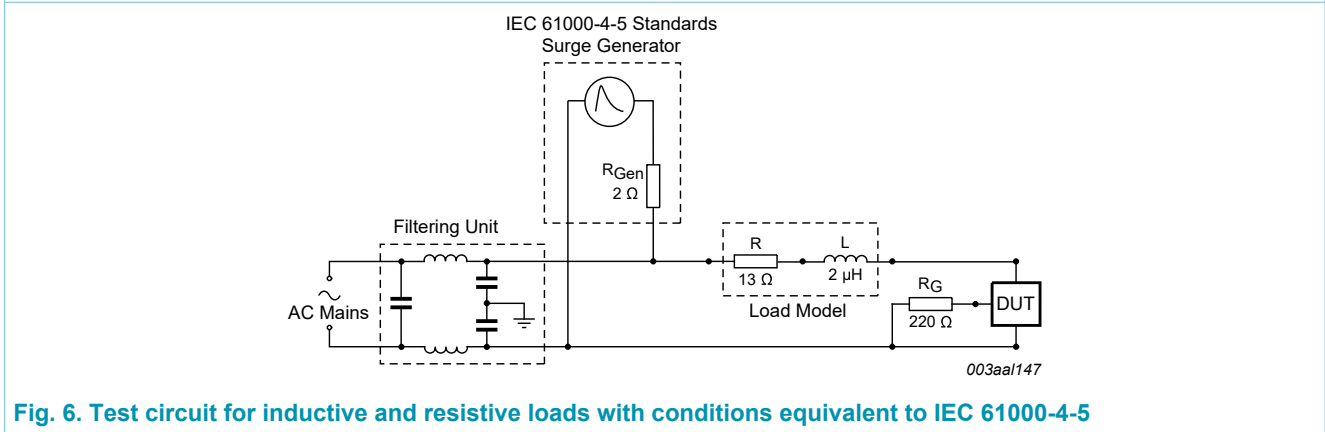 IEC 61000-4-5 Standards
Surge Generator
RGen
2 Ω
Filtering Unit
AC Mains
R
13 Ω
L
2 µH
Load Model
RG
220 Ω
DUT
003aal147
Fig. 6. Test circuit for inductive and resistive loads with conditions equivalent to IEC 61000-4-5